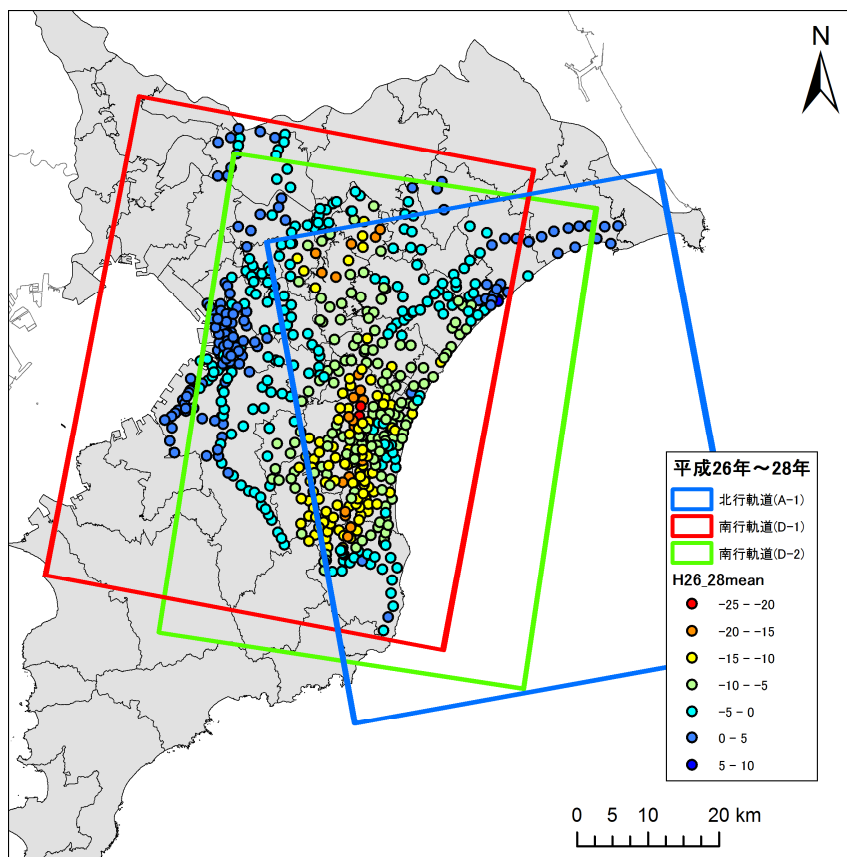 N
平成26年～28年
北行軌道(A-1)
南行軌道(D-1)
南行軌道(D-2)
H26_28mean
-25 - -20
-20 - -15
-15 - -10
-10 - -5
-5 - 0
0 - 5
5 - 10
0 5 10 20 km